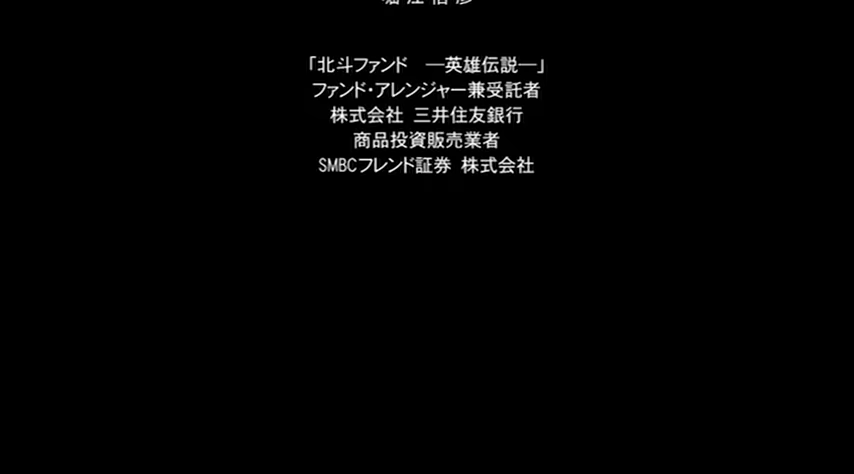 「北斗ファンド　―英雄伝説―」
ファンド・アレンジャー兼受託者
株式会社 三井住友銀行
商品投資販売業者
SMBCフレンド証券 株式会社